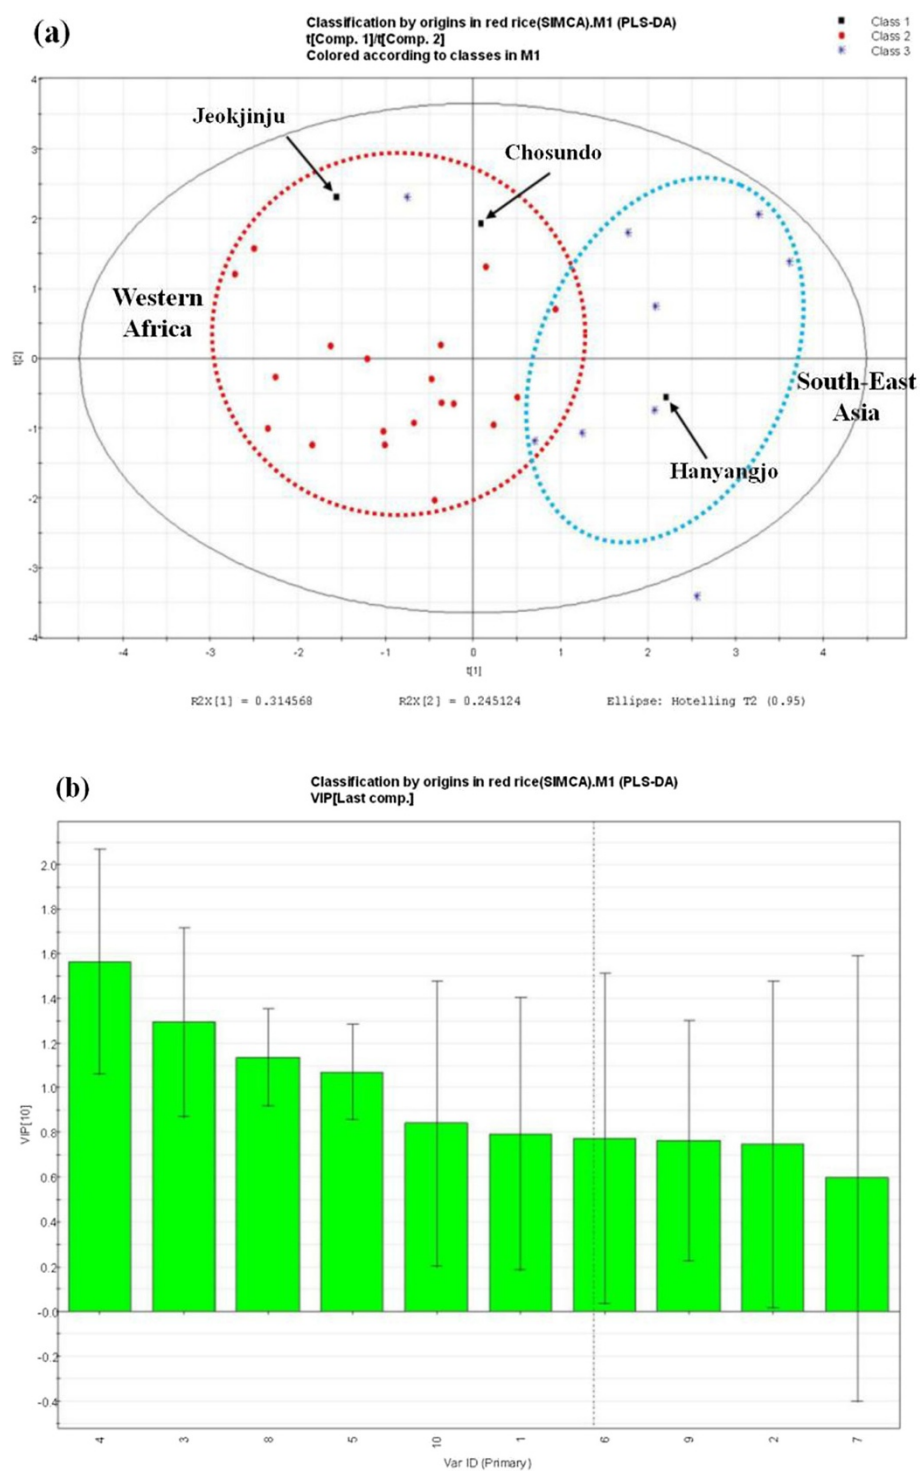 (a)
Classification by origins in red rice(SIMCA).M1 (PLS-DA)
t[Comp. 1]/t[Comp. 2]
Colored according to classes in M1
Class 1
Class 2
Class 3
Jeokjinju
Chosundo
Western
Africa
South-East
Asia
Hanyangjo
4
3
2
1
0
-1
-2
-3
-4
t[2]
-4 -3 -2 -1 0 1 2 3 4
t[1]
R2X[1] = 0.314568 R2X[2] = 0.245124 Ellipse: Hotelling T2 (0.95)
(b)
Classification by origins in red rice(SIMCA).M1 (PLS-DA)
VIP[Last comp.]
2.0
1.8
1.6
1.4
1.2
1.0
0.8
0.6
0.4
0.2
-0.0
-0.2
-0.4
VIP[10]
4 3 8 5 10 1 6 9 2 7
Var ID (Primary)